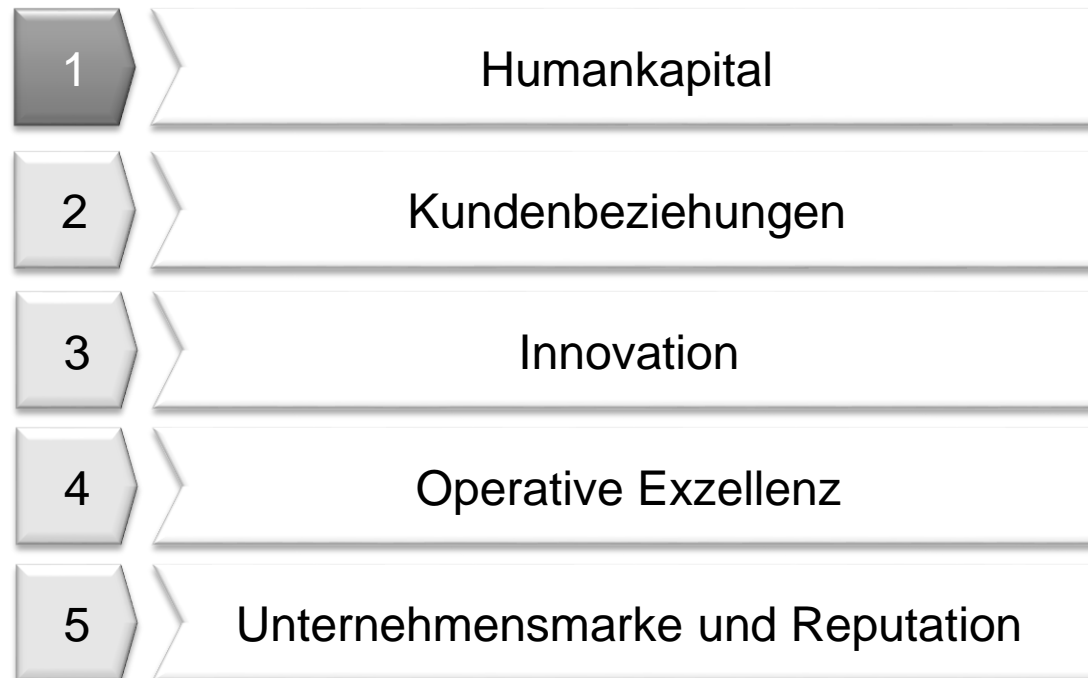 1 Humankapital
2 Kundenbeziehungen
3 Innovation
4 Operative Exzellenz
5 Unternehmensmarke und Reputation